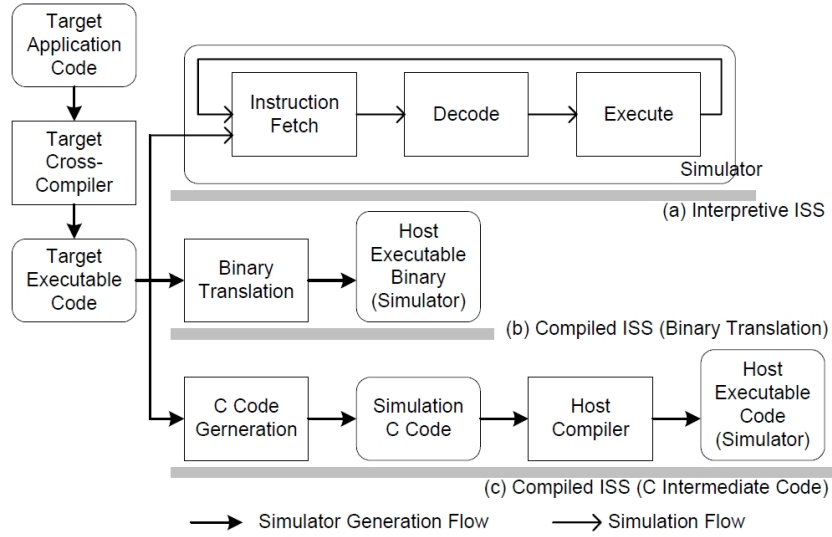 Target
Application
Code
Target
Cross-
Compiler
Target
Executable
Code
Instruction
Fetch
Decode
Execute
Simulator
(a) Interpretive ISS
Binary
Translation
Host
Executable
Binary
(Simulator)
(b) Compiled ISS (Binary Translation)
C Code
Gerneration
Simulation
C Code
Host
Compiler
Host
Executable
Code
(Simulator)
(c) Compiled ISS (C Intermediate Code)
Simulator Generation Flow
Simulation Flow